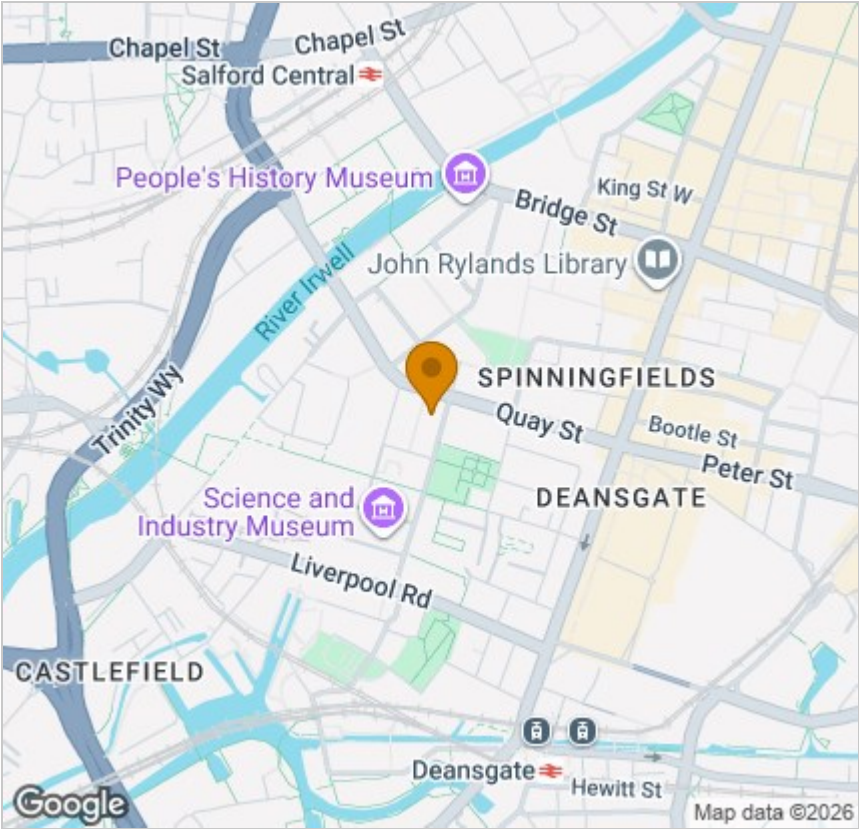 Chapel St
Chapel St
Salford Central
People's History Museum
King St W
Bridge St
John Rylands Library
River Irwell
SPINNINGFIELDS
Trinity Wy
Quay St
Bootle St
Peter St
DEANSGATE
Science and
Industry Museum
Liverpool Rd
CASTLEFIELD
Deansgate
Hewitt St
Google
Map data ©2026